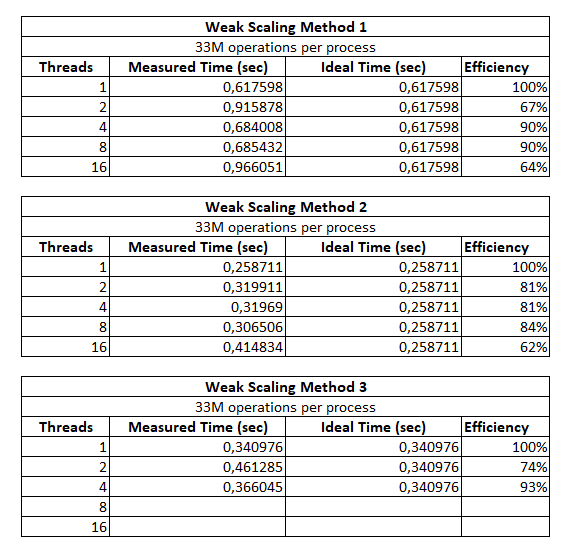 Weak Scaling Method 1
33M operations per process
Threads Measured Time (sec) Ideal Time (sec) Efficiency
1 0,617598 0,617598 100%
2 0,915878 0,617598 67%
4 0,684008 0,617598 90%
8 0,685432 0,617598 90%
16 0,966051 0,617598 64%
Weak Scaling Method 2
33M operations per process
Threads Measured Time (sec) Ideal Time (sec) Efficiency
1 0,258711 0,258711 100%
2 0,319911 0,258711 81%
4 0,31969 0,258711 81%
8 0,306506 0,258711 84%
16 0,414834 0,258711 62%
Weak Scaling Method 3
33M operations per process
Threads Measured Time (sec) Ideal Time (sec) Efficiency
1 0,340976 0,340976 100%
2 0,461285 0,340976 74%
4 0,366045 0,340976 93%
8
16